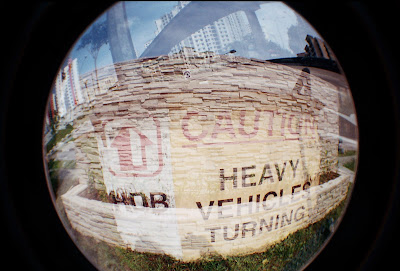 CAUTION
HDB
HEAVY
VEHICLES
TURNING